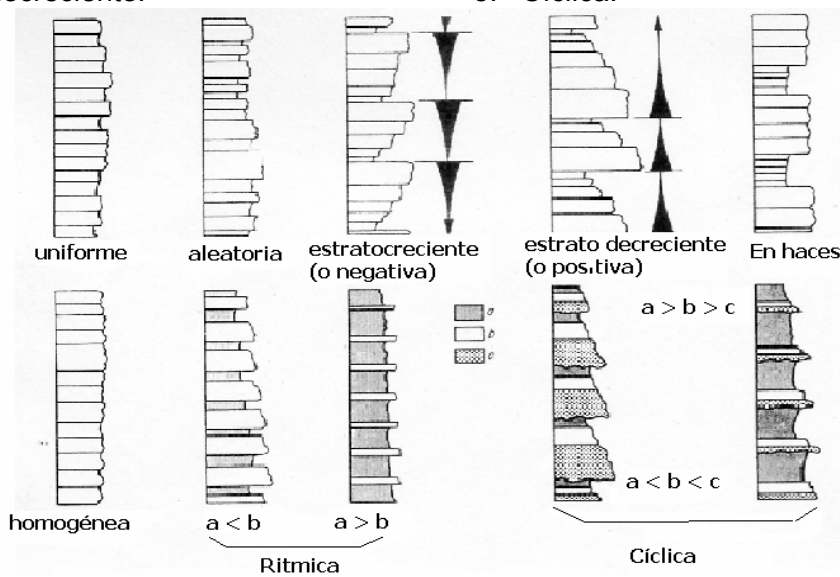 uniforme
aleatoria
estratocreciente
(o negativa)
estrato decreciente
(o positiva)
En haces
a
b
c
a > b > c
a < b < c
homogénea
a < b
a > b
Ritmica
Cíclica